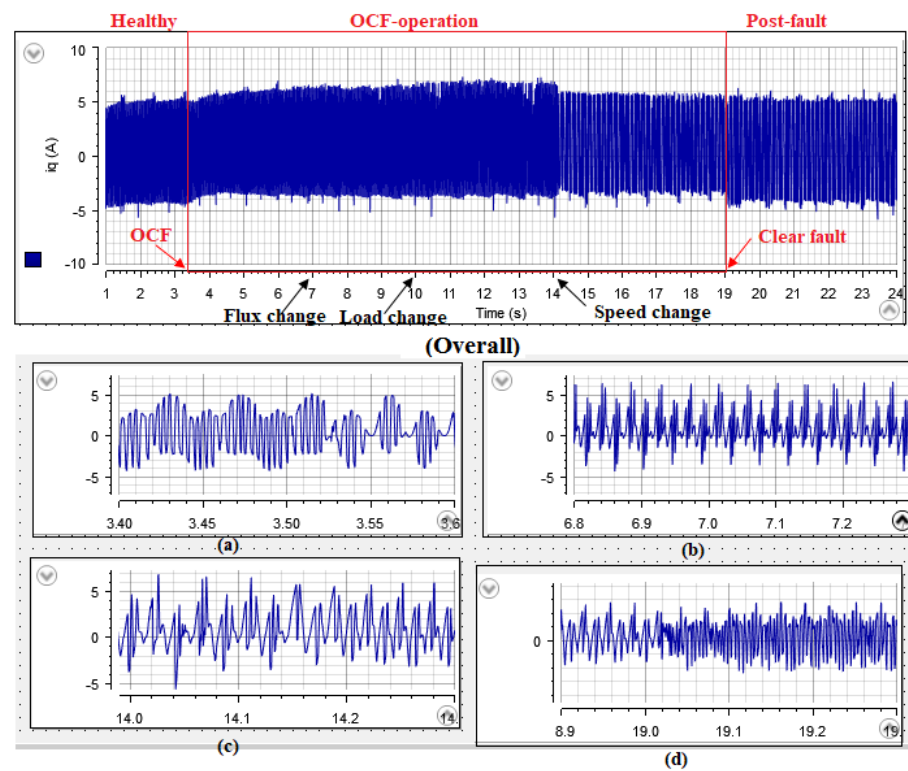 Healthy OCF-operation Post-fault
10
5
0
-5
-10
iq (A)
OCF
Clear fault
1 2 3 4 5 6 7 8 9 10 11 12 13 14 15 16 17 18 19 20 21 22 23 24
Flux change Load change Time (s) Speed change
(Overall)
5
0
-5
3.40 3.45 3.50 3.55 3.6
(a)
5
0
-5
6.8 6.9 7.0 7.1 7.2
(b)
5
0
-5
14.0 14.1 14.2 14.
(c)
0
8.9 19.0 19.1 19.2 19.
(d)